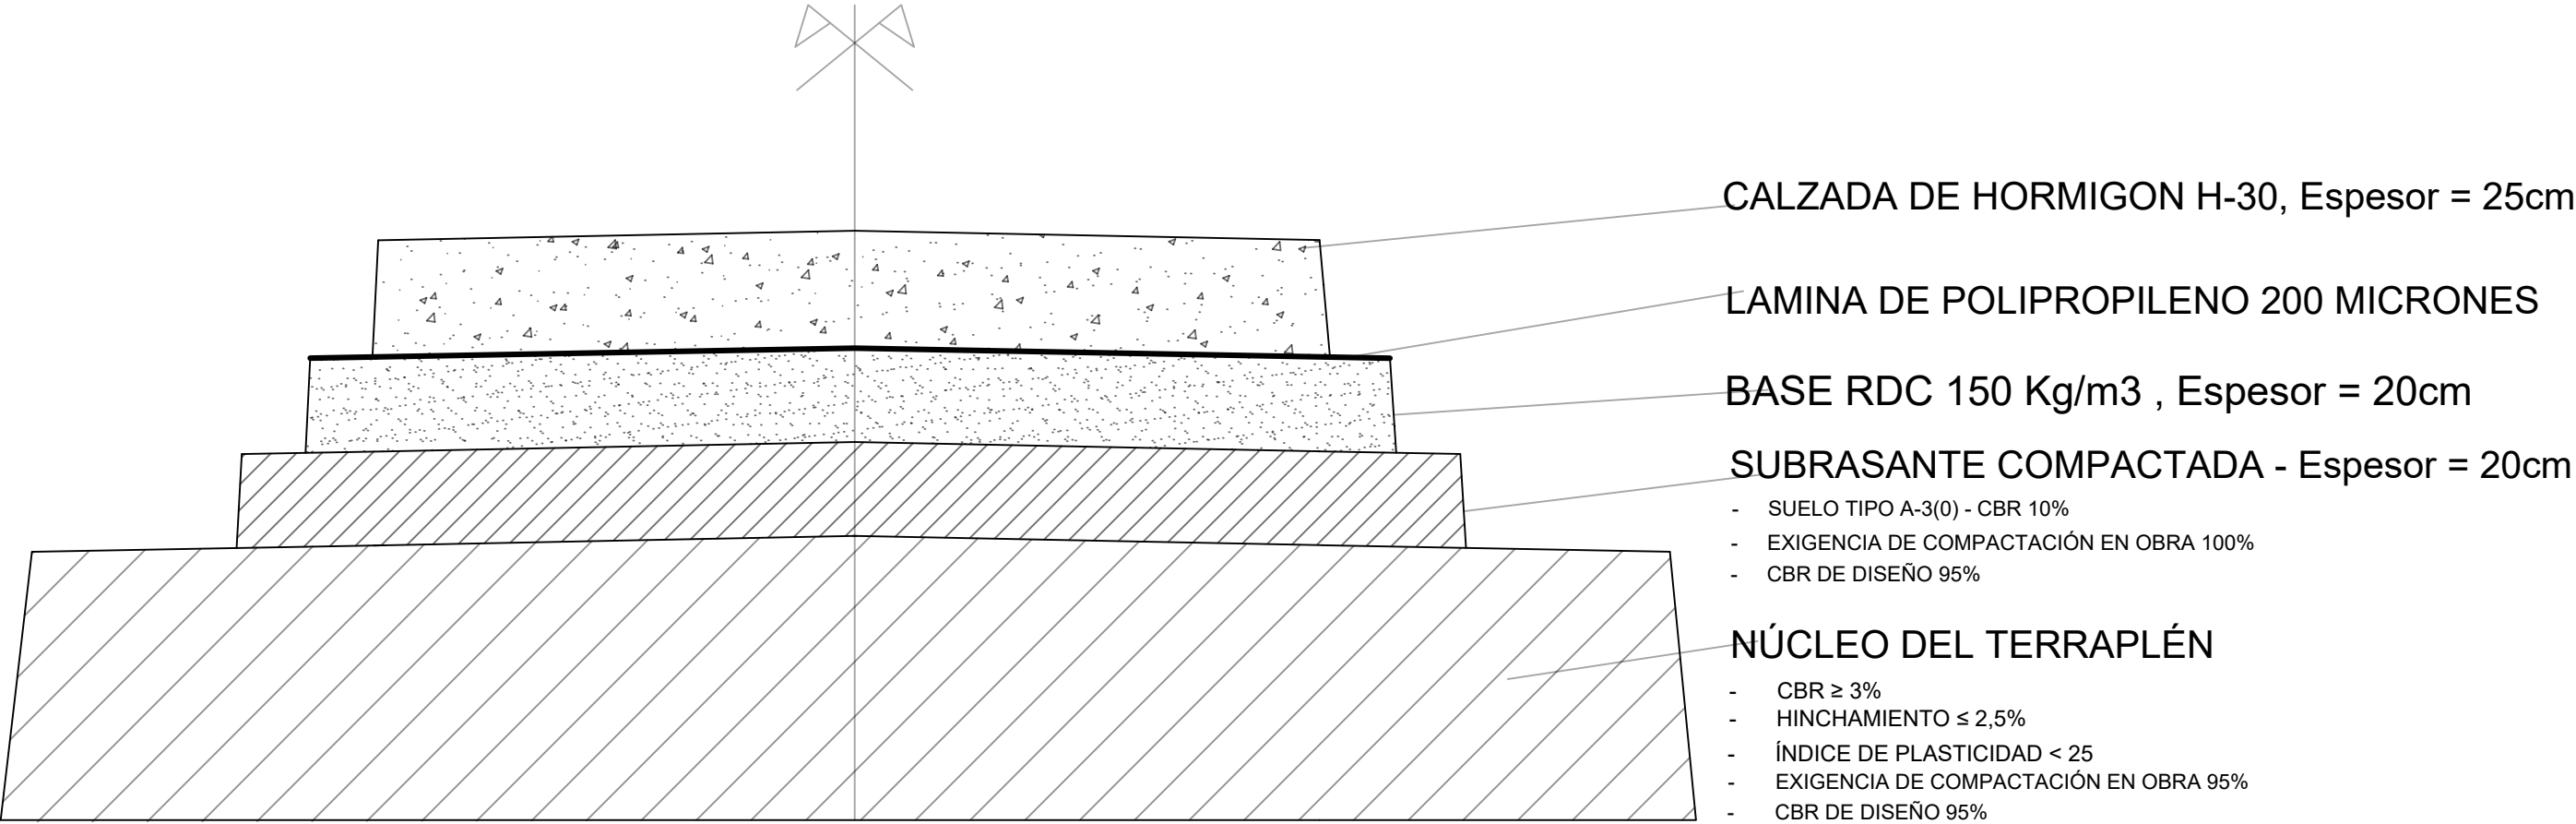 CALZADA DE HORMIGON H-30, Espesor = 25cm
LAMINA DE POLIPROPILENO 200 MICRONES
BASE RDC 150 Kg/m3 , Espesor = 20cm
SUBRASANTE COMPACTADA - Espesor = 20cm
- SUELO TIPO A-3(0) - CBR 10%
- EXIGENCIA DE COMPACTACIÓN EN OBRA 100%
- CBR DE DISEÑO 95%
NÚCLEO DEL TERRAPLÉN
- CBR ≥ 3%
- HINCHAMIENTO ≤ 2,5%
- ÍNDICE DE PLASTICIDAD < 25
- EXIGENCIA DE COMPACTACIÓN EN OBRA 95%
- CBR DE DISEÑO 95%